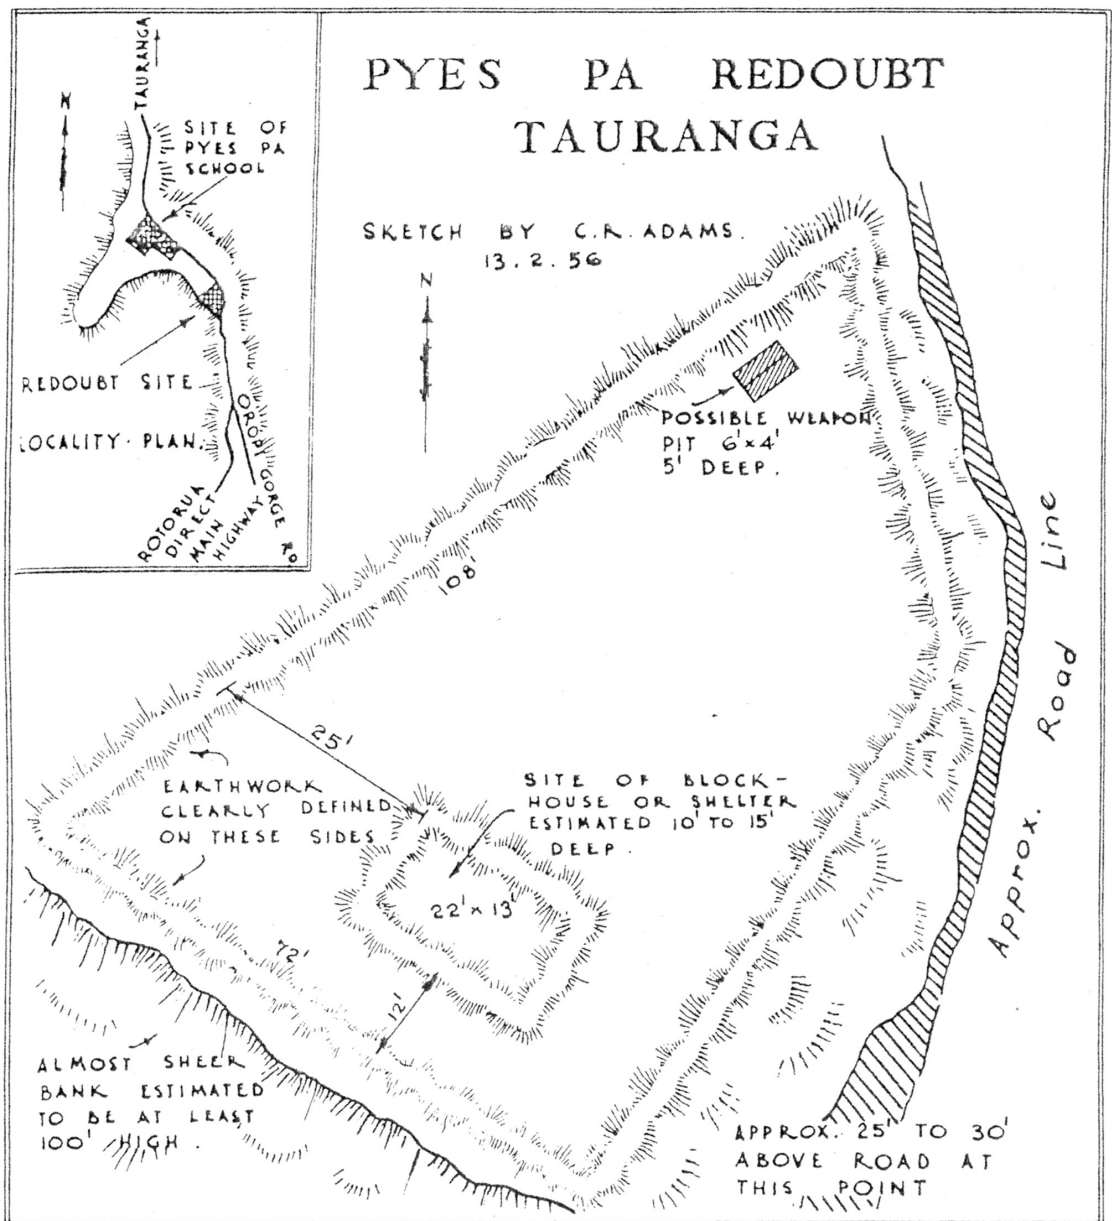 PYES PA REDOUBT
TAURANGA
SKETCH BY C.R. ADAMS.
13.2.56
N
TAURANGA
N
SITE OF
PYES PA
SCHOOL
REDOUBT SITE
LOCALITY PLAN.
OROPI GORGE RD
ROTORUA
DIRECT
MAIN
HIGHWAY
POSSIBLE WEAPON
PIT 6'x4'
5' DEEP.
108'
Approx. Road Line
25'
EARTHWORK
CLEARLY DEFINED
ON THESE SIDES
SITE OF BLOCK-
HOUSE OR SHELTER
ESTIMATED 10' TO 15'
DEEP.
22' x 13'
72'
12'
ALMOST SHEER
BANK ESTIMATED
TO BE AT LEAST
100' HIGH.
APPROX. 25' TO 30'
ABOVE ROAD AT
THIS POINT